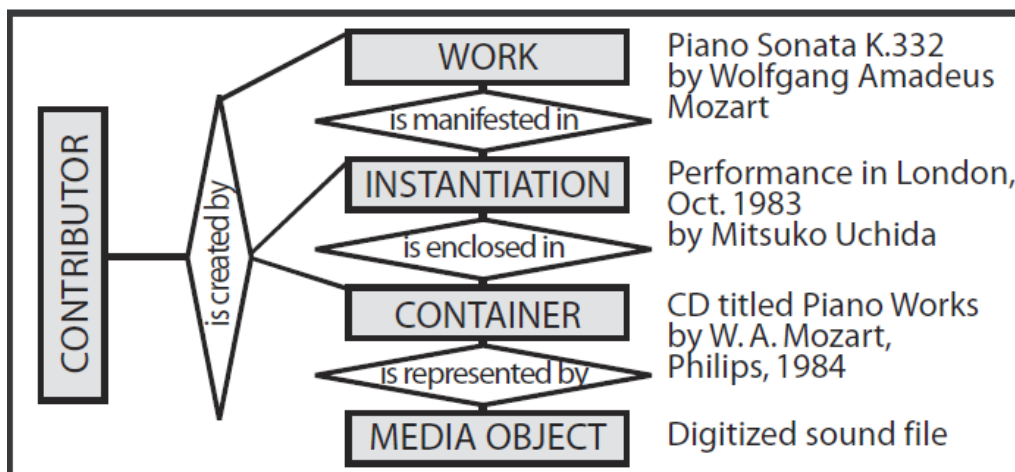 CONTRIBUTOR
is created by
WORK
Piano Sonata K.332
by Wolfgang Amadeus
Mozart
is manifested in
INSTANTIATION
Performance in London,
Oct. 1983
by Mitsuko Uchida
is enclosed in
CONTAINER
CD titled Piano Works
by W. A. Mozart,
Philips, 1984
is represented by
MEDIA OBJECT
Digitized sound file